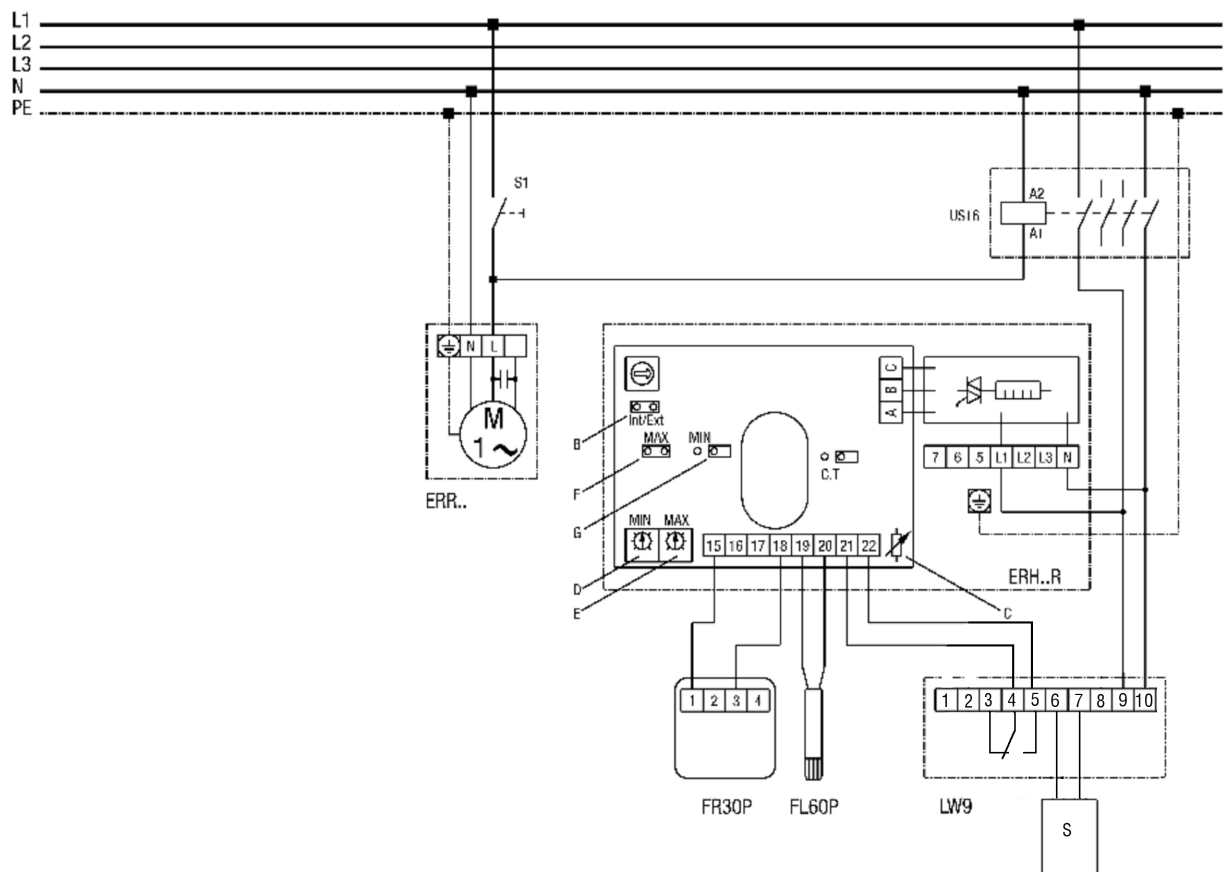 L1
L2
L3
N
PE
S1
A2
UST6
A1
N L
M
1 ~
ERR..
Int/Ext
MAX MIN
C.T
C
B
A
7 6 5 L1 L2 L3 N
B
F
G
D
E
MIN MAX
15 16 17 18 19 20 21 22
ERH..R
C
1 2 3 4
FR30P
FL60P
1 2 3 4 5 6 7 8 9 10
LW9
S